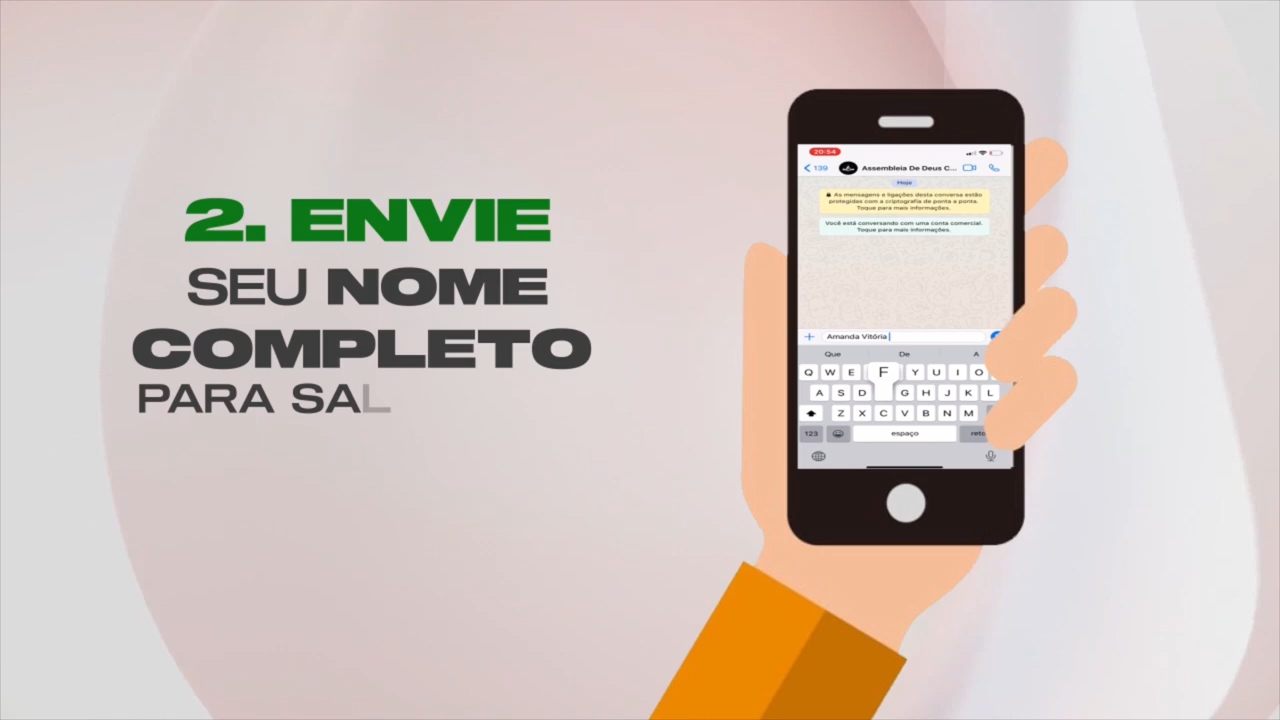 2. ENVIE
SEU NOME
COMPLETO
PARA SAL
20:54
139
Assembleia De Deus C...
Hoje
As mensagens e ligações desta conversa estão
protegidas com a criptografia de ponta a ponta.
Toque para mais informações.
Você está conversando com uma conta comercial.
Toque para mais informações.
Amanda Vitória
Que De A
Q W E F Y U I O
A S D G H J K L
Z X C V B N M
123 espaço reto